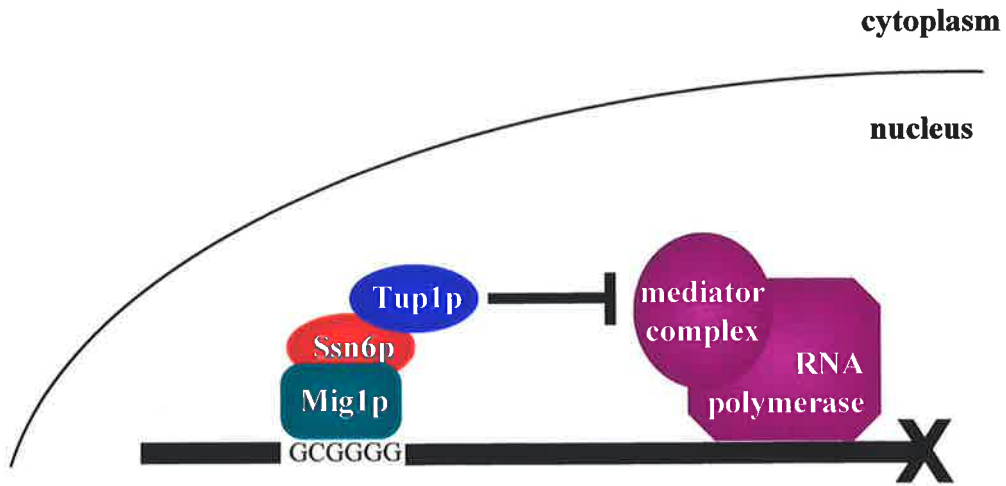 cytoplasm
nucleus
Tup1p
mediator
complex
Ssn6p
RNA
polymerase
Mig1p
GCGGGG
X